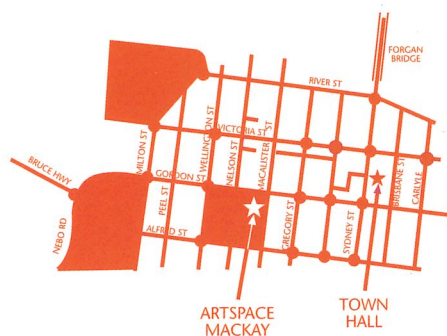 FORGAN
BRIDGE
RIVER ST
VICTORIA ST
MILTON ST
WELLINGTON ST
NELSON ST
MACALISTER ST
BRUCE HWY
GORDON ST
PEEL ST
NEBO RD
ALFRED ST
GREGORY ST
SYDNEY ST
BRISBANE ST
CARLYLE
ARTSPACE
MACKAY
TOWN
HALL